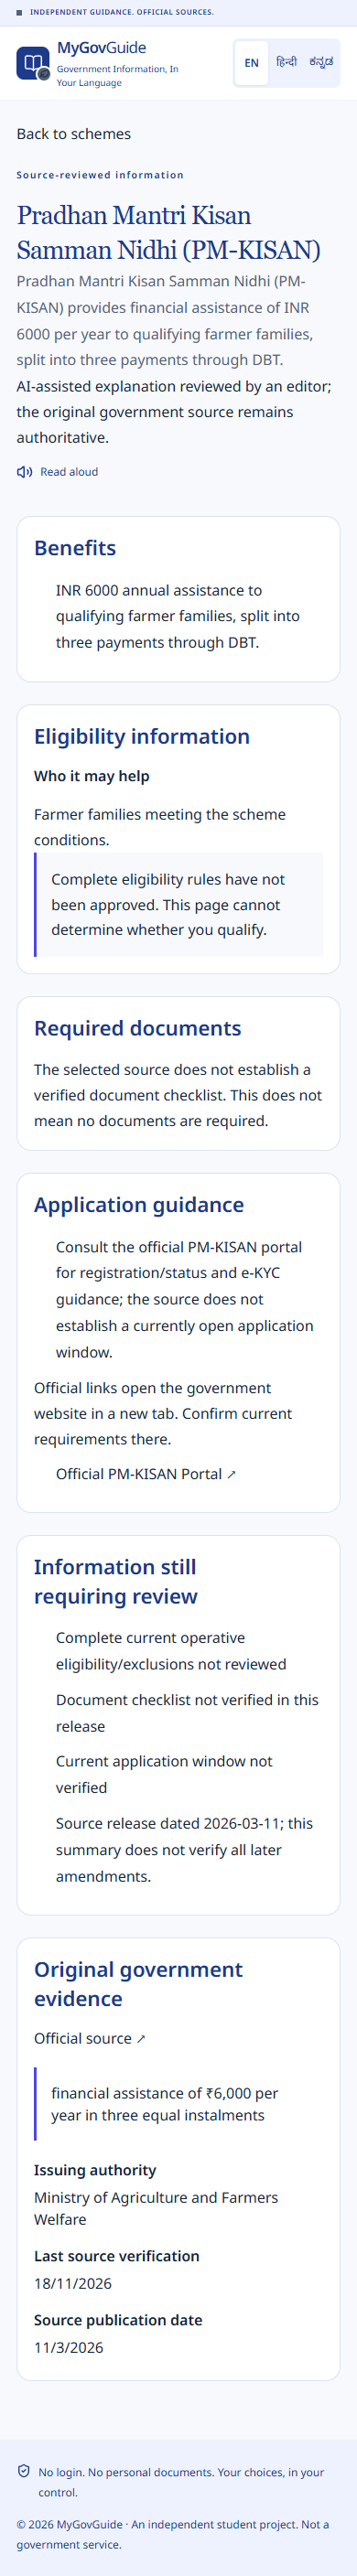 INDEPENDENT GUIDANCE. OFFICIAL SOURCES.
MyGovGuide
Government Information, In
Your Language
EN हिन्दी ಕನ್ನಡ
Back to schemes
Source-reviewed information
Pradhan Mantri Kisan
Samman Nidhi (PM-KISAN)
Pradhan Mantri Kisan Samman Nidhi (PM-
KISAN) provides financial assistance of INR
6000 per year to qualifying farmer families,
split into three payments through DBT.
AI-assisted explanation reviewed by an editor;
the original government source remains
authoritative.
Read aloud
Benefits
INR 6000 annual assistance to
qualifying farmer families, split into
three payments through DBT.
Eligibility information
Who it may help
Farmer families meeting the scheme
conditions.
Complete eligibility rules have not
been approved. This page cannot
determine whether you qualify.
Required documents
The selected source does not establish a
verified document checklist. This does not
mean no documents are required.
Application guidance
Consult the official PM-KISAN portal
for registration/status and e-KYC
guidance; the source does not
establish a currently open application
window.
Official links open the government
website in a new tab. Confirm current
requirements there.
Official PM-KISAN Portal ↗
Information still
requiring review
Complete current operative
eligibility/exclusions not reviewed
Document checklist not verified in this
release
Current application window not
verified
Source release dated 2026-03-11; this
summary does not verify all later
amendments.
Original government
evidence
Official source ↗
financial assistance of ₹6,000 per
year in three equal instalments
Issuing authority
Ministry of Agriculture and Farmers
Welfare
Last source verification
18/11/2026
Source publication date
11/3/2026
No login. No personal documents. Your choices, in your
control.
© 2026 MyGovGuide · An independent student project. Not a
government service.